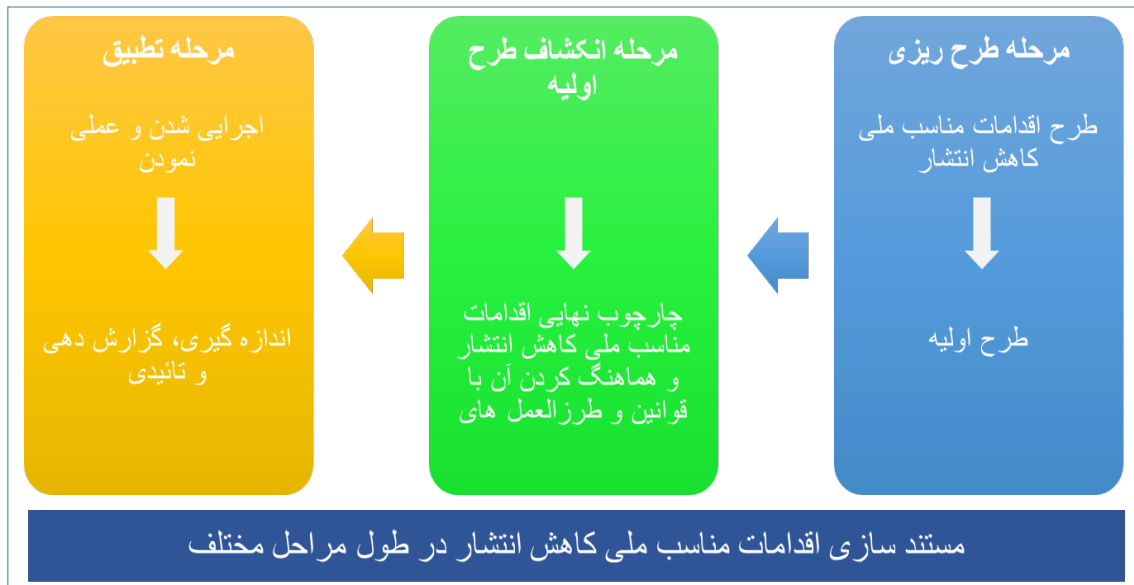 مرحله طرح ریزی
طرح اقدامات مناسب ملی
کاهش انتشار
طرح اولیه
مرحله انکشاف طرح
اولیه
چارچوب نهایی اقدامات
مناسب ملی کاهش انتشار
و هماهنگ کردن آن با
قوانین و طرزالعمل های
مرحله تطبیق
اجرایی شدن و عملی
نمودن
اندازه گیری، گزارش دهی
و تائیدی
مستند سازی اقدامات مناسب ملی کاهش انتشار در طول مراحل مختلف